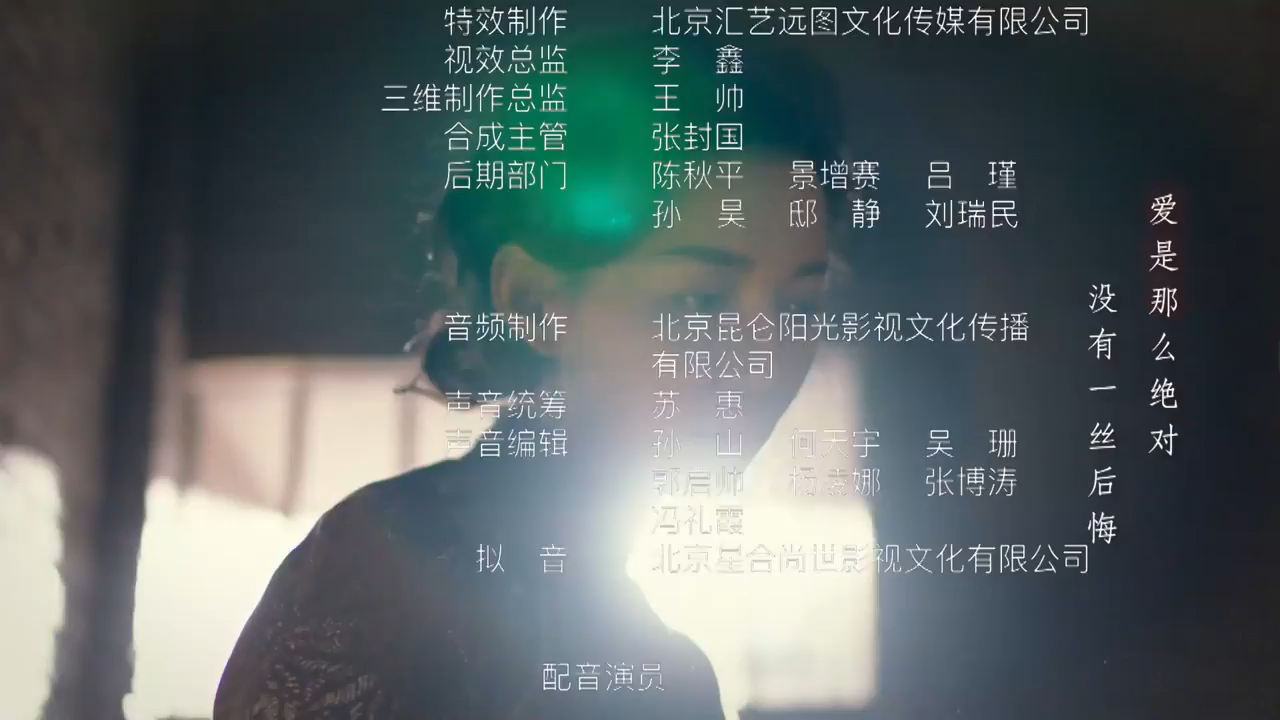 特效制作 北京汇艺远图文化传媒有限公司
视效总监 李 鑫
三维制作总监 王 帅
合成主管 张封国
后期部门 陈秋平 景增赛 吕 瑾
孙 昊 邸 静 刘瑞民
音频制作 北京昆仑阳光影视文化传播
有限公司
声音统筹 苏 惠
声音编辑 孙 山 何天宇 吴 珊
郭启帅 张博涛
冯礼霞
拟 音 北京星合尚世影视文化有限公司
配音演员
爱是那么绝对
没有一丝后悔